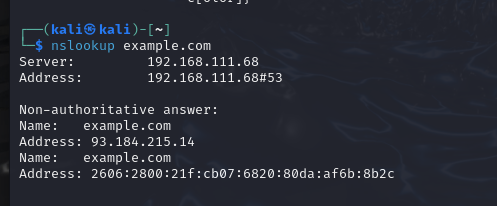 ┌──(kali㉿kali)-[~]
└─$ nslookup example.com
Server:         192.168.111.68
Address:        192.168.111.68#53

Non-authoritative answer:
Name:   example.com
Address: 93.184.215.14
Name:   example.com
Address: 2606:2800:21f:cb07:6820:80da:af6b:8b2c